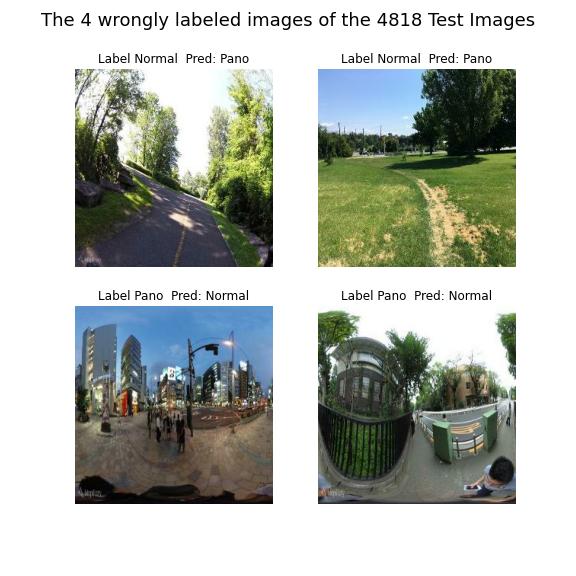 The 4 wrongly labeled images of the 4818 Test Images
Label Normal  Pred: Pano
Label Normal  Pred: Pano
Label Pano  Pred: Normal
Label Pano  Pred: Normal